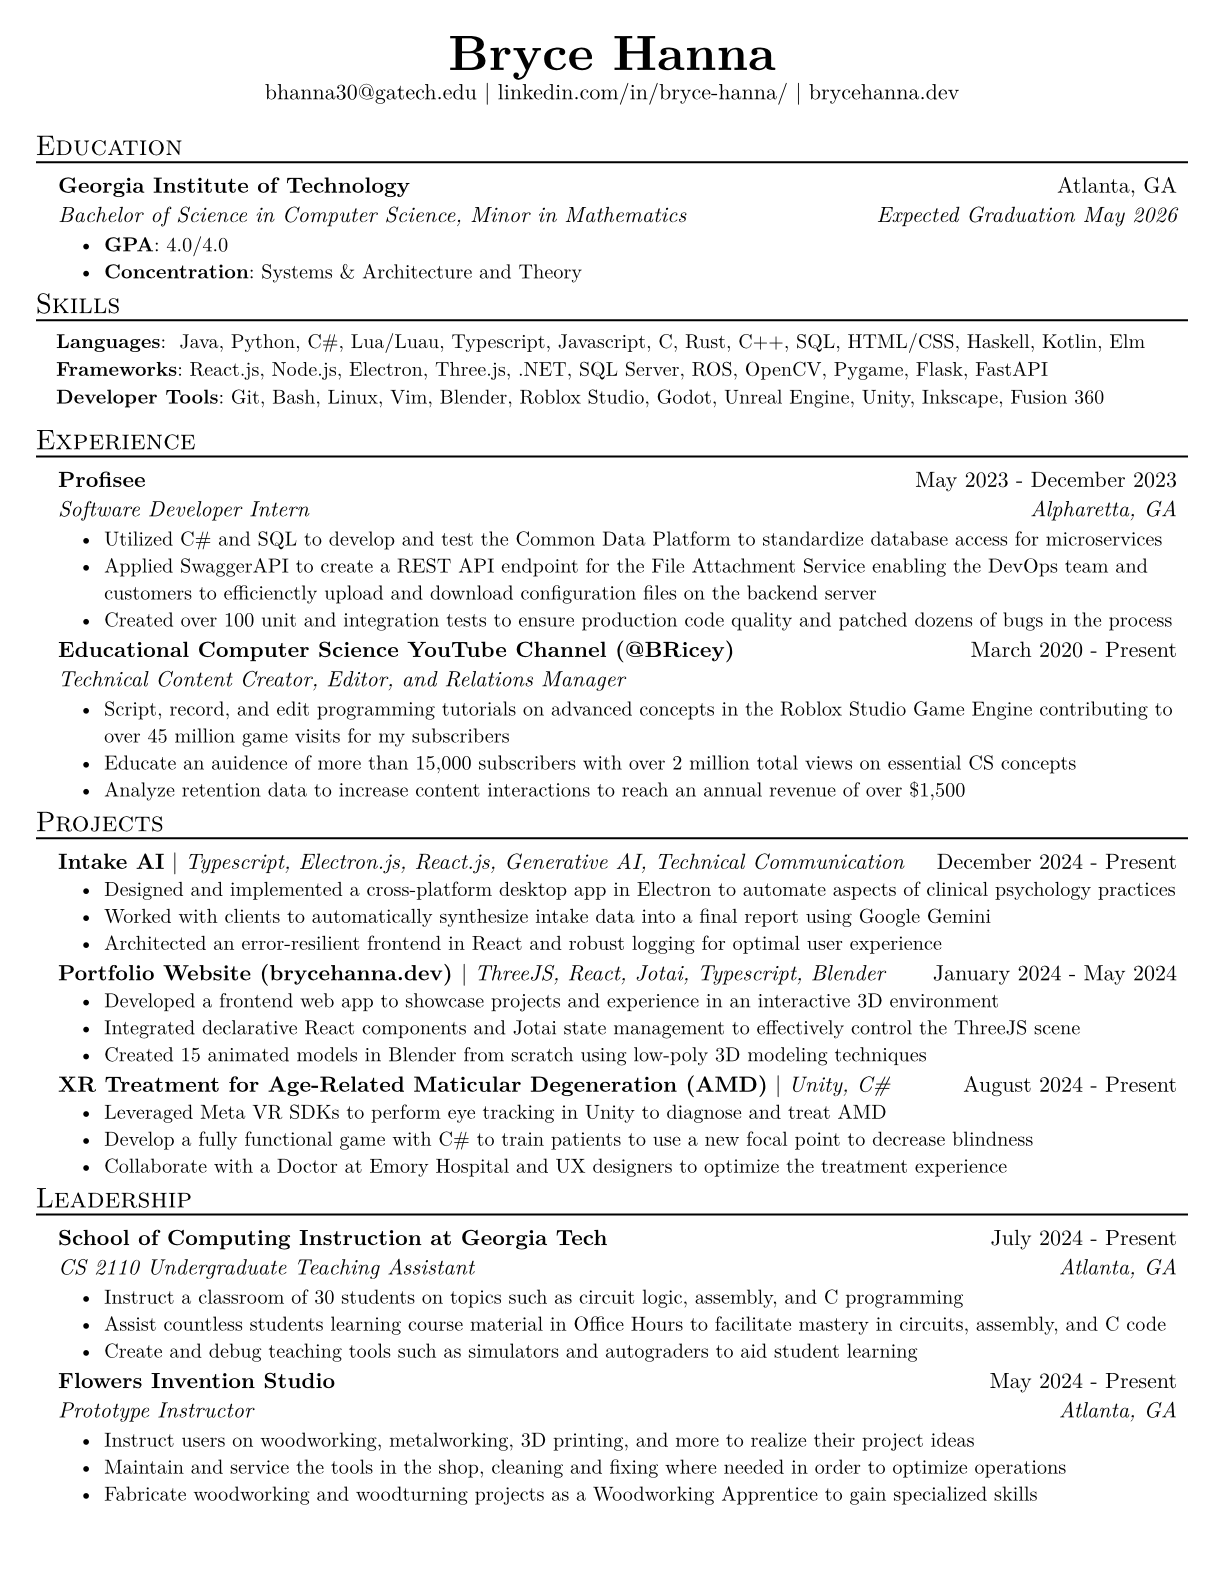 Bryce Hanna
bhanna30@gatech.edu | linkedin.com/in/bryce-hanna/ | brycehanna.dev
Education
Georgia Institute of Technology Atlanta, GA
Bachelor of Science in Computer Science, Minor in Mathematics Expected Graduation May 2026
• GPA: 4.0/4.0
• Concentration: Systems & Architecture and Theory
Skills
Languages: Java, Python, C#, Lua/Luau, Typescript, Javascript, C, Rust, C++, SQL, HTML/CSS, Haskell, Kotlin, Elm
Frameworks: React.js, Node.js, Electron, Three.js, .NET, SQL Server, ROS, OpenCV, Pygame, Flask, FastAPI
Developer Tools: Git, Bash, Linux, Vim, Blender, Roblox Studio, Godot, Unreal Engine, Unity, Inkscape, Fusion 360
Experience
Profisee May 2023 - December 2023
Software Developer Intern Alpharetta, GA
• Utilized C# and SQL to develop and test the Common Data Platform to standardize database access for microservices
• Applied SwaggerAPI to create a REST API endpoint for the File Attachment Service enabling the DevOps team and
customers to efficienctly upload and download configuration files on the backend server
• Created over 100 unit and integration tests to ensure production code quality and patched dozens of bugs in the process
Educational Computer Science YouTube Channel (@BRicey) March 2020 - Present
Technical Content Creator, Editor, and Relations Manager
• Script, record, and edit programming tutorials on advanced concepts in the Roblox Studio Game Engine contributing to
over 45 million game visits for my subscribers
• Educate an auidence of more than 15,000 subscribers with over 2 million total views on essential CS concepts
• Analyze retention data to increase content interactions to reach an annual revenue of over $1,500
Projects
Intake AI | Typescript, Electron.js, React.js, Generative AI, Technical Communication December 2024 - Present
• Designed and implemented a cross-platform desktop app in Electron to automate aspects of clinical psychology practices
• Worked with clients to automatically synthesize intake data into a final report using Google Gemini
• Architected an error-resilient frontend in React and robust logging for optimal user experience
Portfolio Website (brycehanna.dev) | ThreeJS, React, Jotai, Typescript, Blender January 2024 - May 2024
• Developed a frontend web app to showcase projects and experience in an interactive 3D environment
• Integrated declarative React components and Jotai state management to effectively control the ThreeJS scene
• Created 15 animated models in Blender from scratch using low-poly 3D modeling techniques
XR Treatment for Age-Related Maticular Degeneration (AMD) | Unity, C# August 2024 - Present
• Leveraged Meta VR SDKs to perform eye tracking in Unity to diagnose and treat AMD
• Develop a fully functional game with C# to train patients to use a new focal point to decrease blindness
• Collaborate with a Doctor at Emory Hospital and UX designers to optimize the treatment experience
Leadership
School of Computing Instruction at Georgia Tech July 2024 - Present
CS 2110 Undergraduate Teaching Assistant Atlanta, GA
• Instruct a classroom of 30 students on topics such as circuit logic, assembly, and C programming
• Assist countless students learning course material in Office Hours to facilitate mastery in circuits, assembly, and C code
• Create and debug teaching tools such as simulators and autograders to aid student learning
Flowers Invention Studio May 2024 - Present
Prototype Instructor Atlanta, GA
• Instruct users on woodworking, metalworking, 3D printing, and more to realize their project ideas
• Maintain and service the tools in the shop, cleaning and fixing where needed in order to optimize operations
• Fabricate woodworking and woodturning projects as a Woodworking Apprentice to gain specialized skills